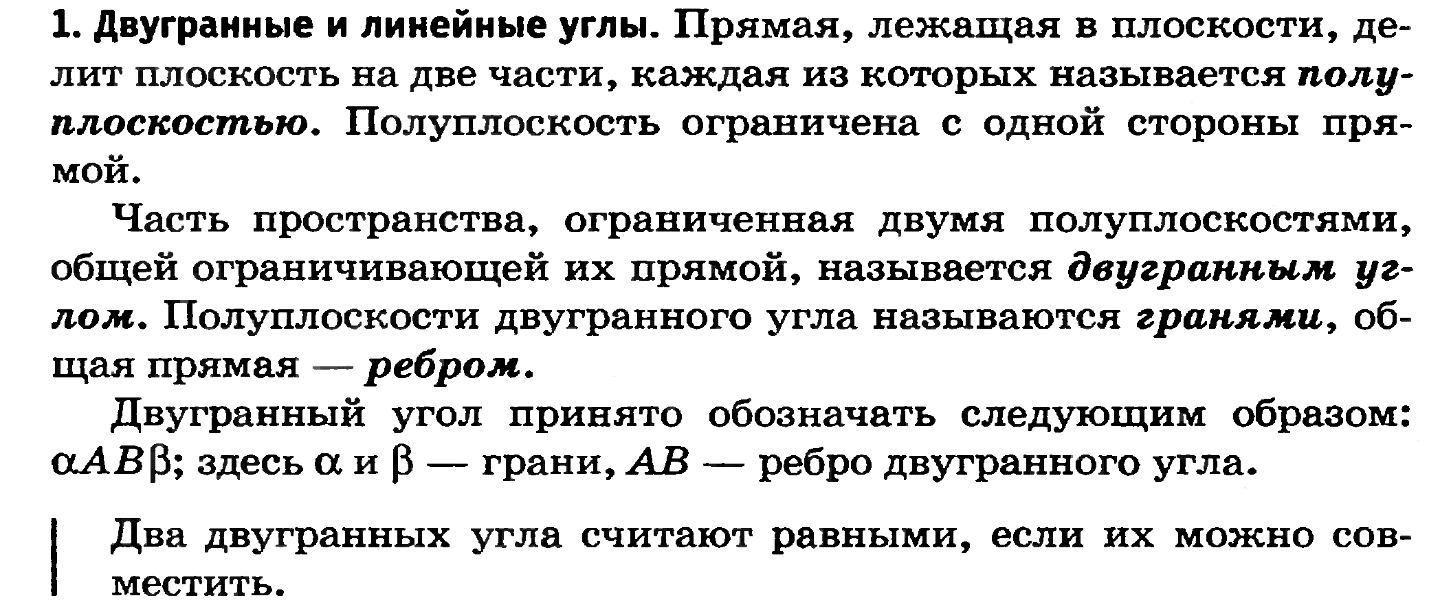 1. Двугранные и линейные углы. Прямая, лежащая в плоскости, де-
лит плоскость на две части, каждая из которых называется полу-
плоскостью. Полуплоскость ограничена с одной стороны пря-
мой.
Часть пространства, ограниченная двумя полуплоскостями,
общей ограничивающей их прямой, называется двугранным уг-
лом. Полуплоскости двугранного угла называются гранями, об-
щая прямая — ребром.
Двугранный угол принято обозначать следующим образом:
αABβ; здесь α и β — грани, AB — ребро двугранного угла.
Два двугранных угла считают равными, если их можно сов-
местить.